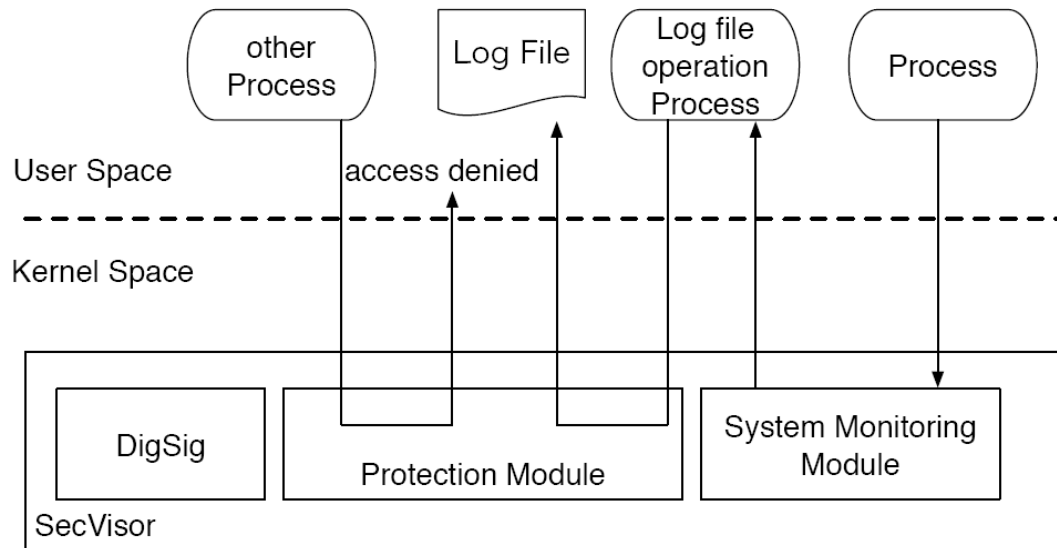 other
Process
Log File
Log file
operation
Process
Process
User Space
access denied
Kernel Space
DigSig
Protection Module
System Monitoring
Module
SecVisor